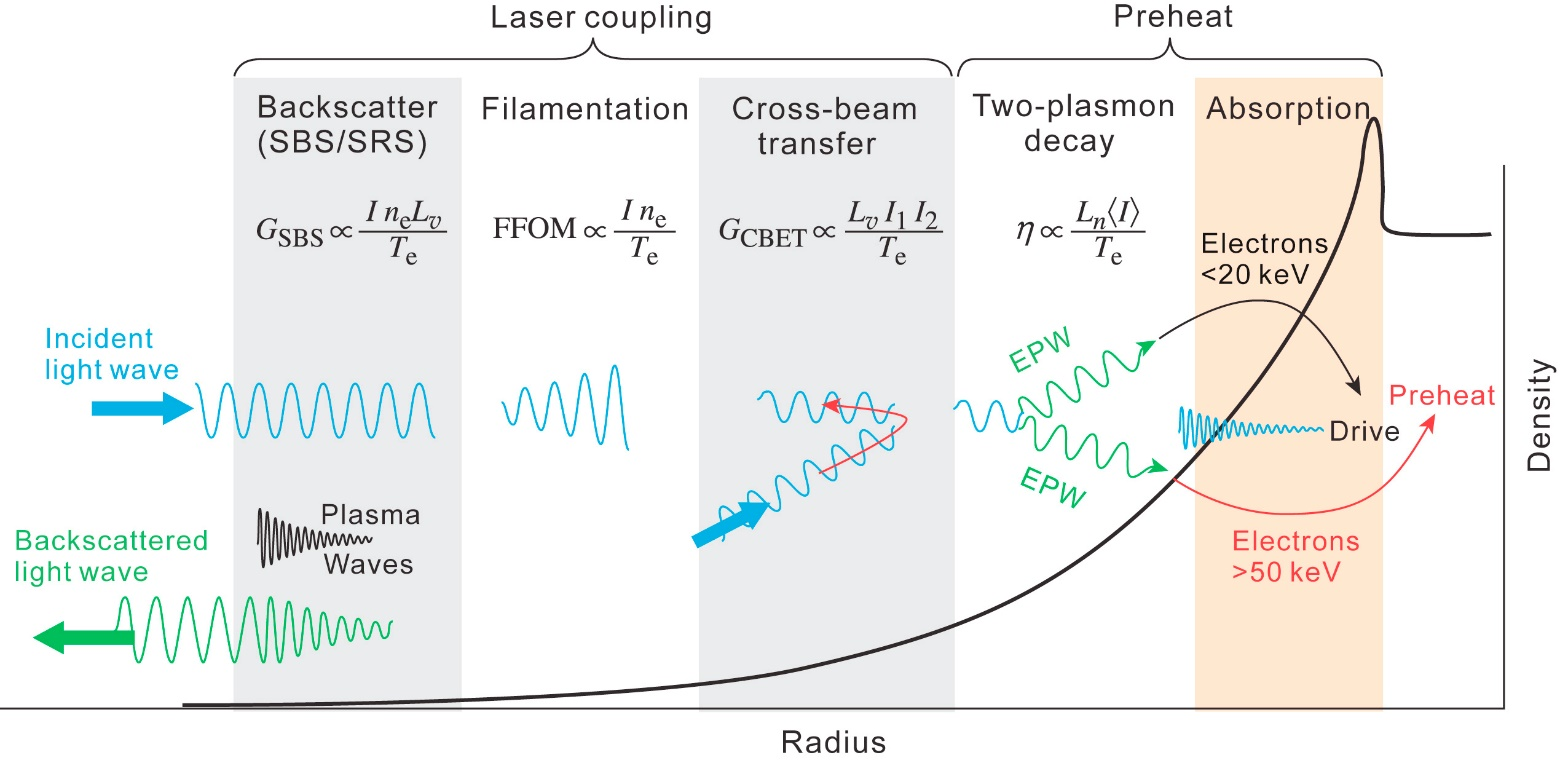 Laser coupling
Preheat
Backscatter
(SBS/SRS)
Filamentation
Cross-beam
transfer
Two-plasmon
decay
Absorption
G_SBS ∝ I n_e L_v / T_e
FFOM ∝ I n_e / T_e
G_CBET ∝ L_v I_1 I_2 / T_e
η ∝ L_n⟨I⟩ / T_e
Electrons
<20 keV
Incident
light wave
EPW
EPW
Preheat
Drive
Density
Plasma
Waves
Backscattered
light wave
Electrons
>50 keV
Radius